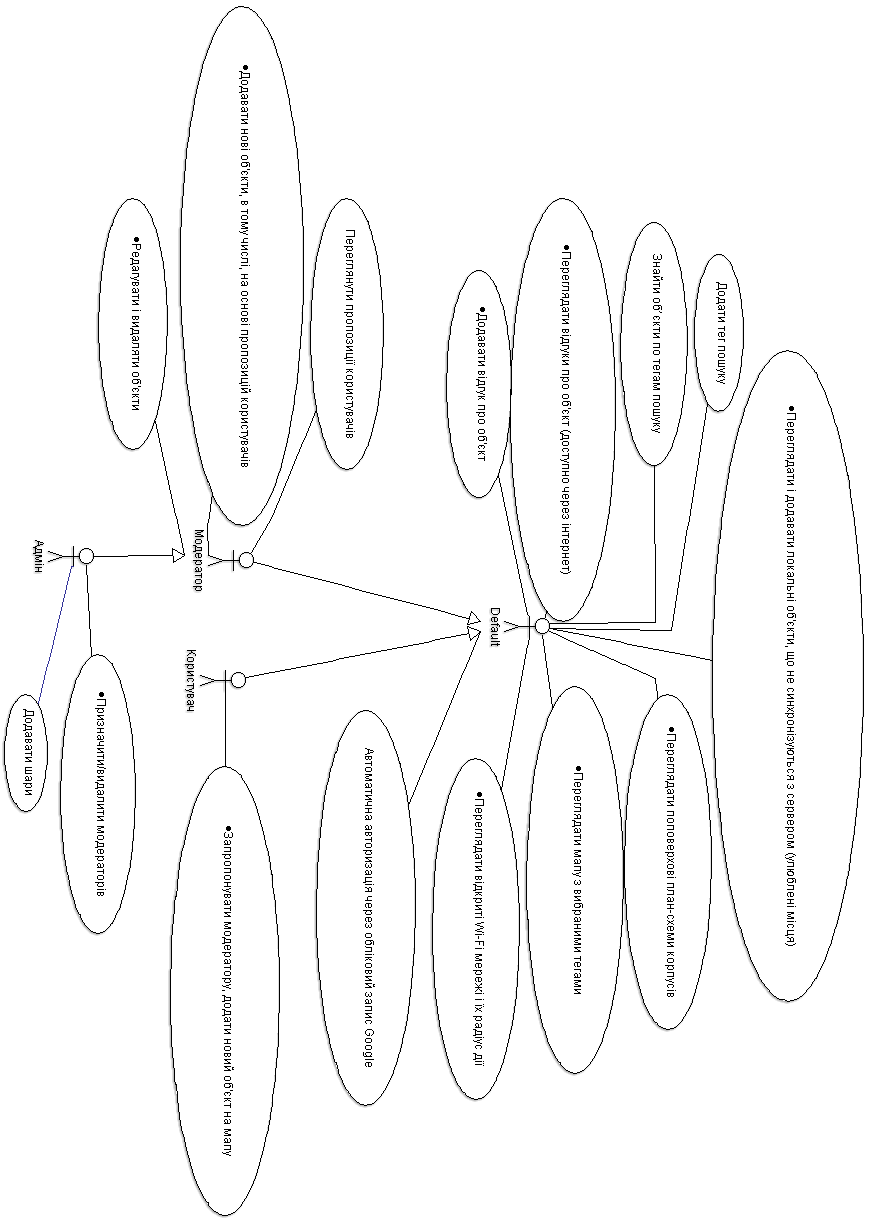 ●Переглядати і додавати локальні об'єкти, що не синхронізуються з сервером (улюблені місця)
Додати тег пошуку
Знайти об'єкти по тегам пошуку
●Переглядати поповерхові план-схеми корпусів
●Переглядати відгуки про об'єкт (доступно через інтернет)
●Переглядати мапу з вибраними тегами
●Додавати відгук про об'єкт
Default
●Переглядати відкриті Wi-Fi мережі і їх радіус дії
Переглянути пропозиції користувачів
Автоматична авторизація через обліковий запис Google
●Додавати нові об'єкти, в тому числі, на основі пропозицій користувачів
●Запропонувати модератору, додати новий об'єкт на мапу
Модератор
Користувач
●Редагувати і видаляти об'єкти
●Призначити/видалити модераторів
Адмін
Додавати шари